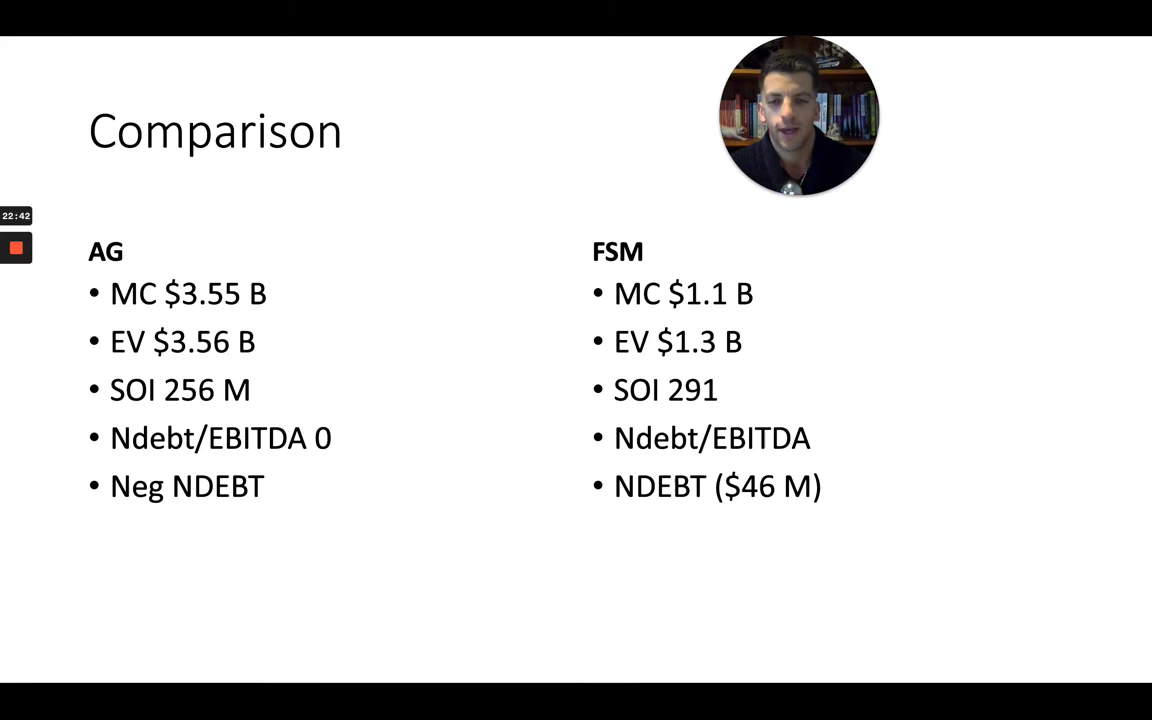 Comparison
22:42
AG
• MC $3.55 B
• EV $3.56 B
• SOI 256 M
• Ndebt/EBITDA 0
• Neg NDEBT
FSM
• MC $1.1 B
• EV $1.3 B
• SOI 291
• Ndebt/EBITDA
• NDEBT ($46 M)